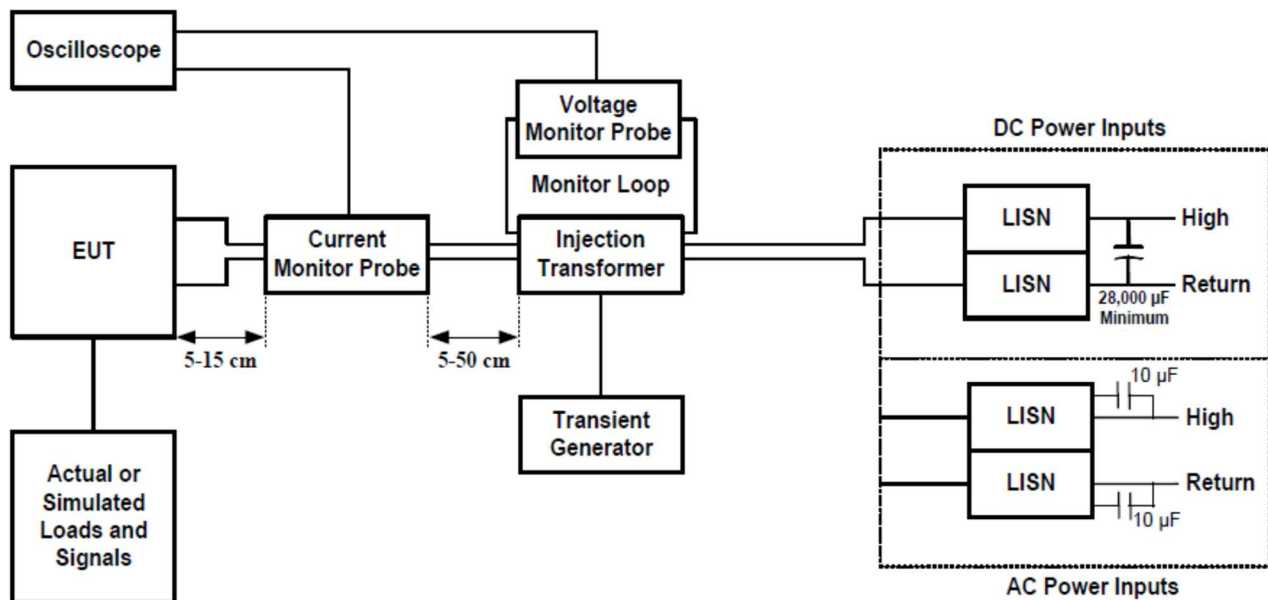 Oscilloscope
Voltage
Monitor Probe
Monitor Loop
EUT
Current
Monitor Probe
Injection
Transformer
5-15 cm
5-50 cm
Transient
Generator
Actual or
Simulated
Loads and
Signals
DC Power Inputs
LISN
High
LISN
Return
28,000 µF
Minimum
10 µF
LISN
High
LISN
Return
10 µF
AC Power Inputs